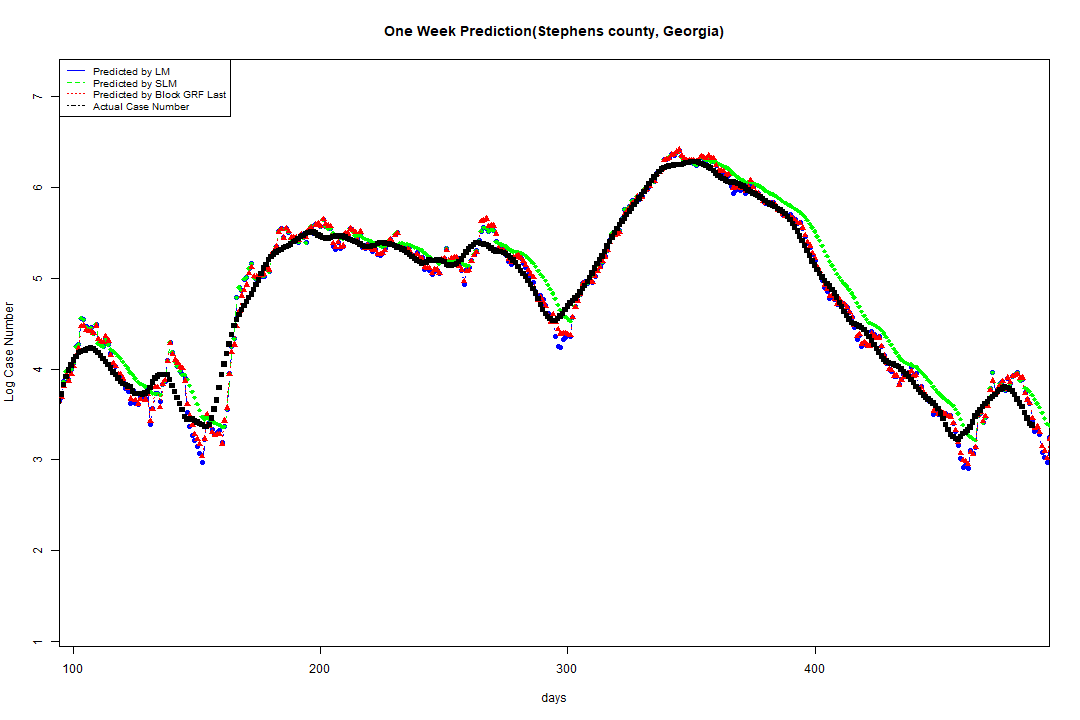 One Week Prediction(Stephens county, Georgia)
Predicted by LM
Predicted by SLM
Predicted by Block GRF Last
Actual Case Number
Log Case Number
7
6
5
4
3
2
1
100 200 300 400
days